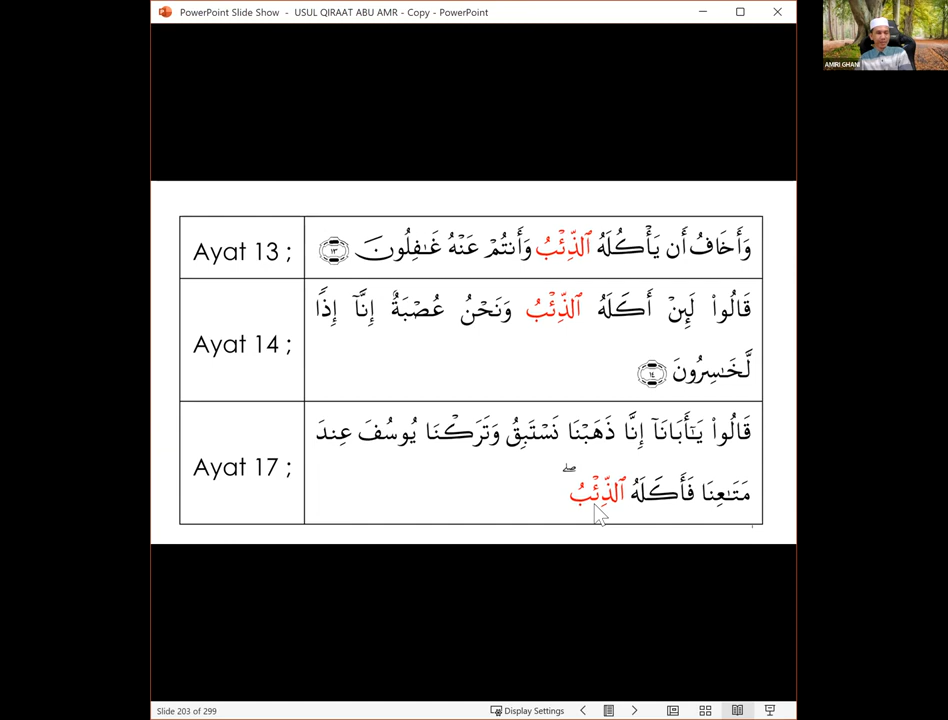 PowerPoint Slide Show - USUL QIRAAT ABU AMR - Copy - PowerPoint
AMIRI GHANI
Ayat 13 ;
وَأَخَافُ أَن يَأۡكُلَهُ ٱلذِّئۡبُ وَأَنتُمۡ عَنۡهُ غَـٰفِلُونَ ١٣
Ayat 14 ;
قَالُواْ لَئِنۡ أَكَلَهُ ٱلذِّئۡبُ وَنَحۡنُ عُصۡبَةٌ إِنَّآ إِذًا
لَّخَـٰسِرُونَ ١٤
Ayat 17 ;
قَالُواْ يَـٰٓأَبَانَآ إِنَّا ذَهَبۡنَا نَسۡتَبِقُ وَتَرَكۡنَا يُوسُفَ عِندَ
مَتَـٰعِنَا فَأَكَلَهُ ٱلذِّئۡبُۖ
Slide 203 of 299
Display Settings